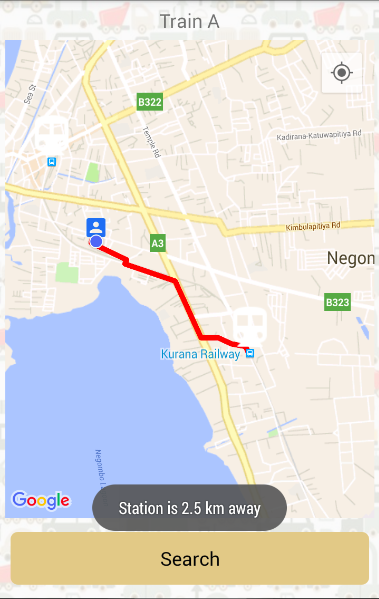 Train A
Sea St
B322
Temple Rd
Kadirana-Katuwapitiya Rd
Kimbulapitiya Rd
A3
Negom
B323
Kurana Railway
Negombo L
Google
Station is 2.5 km away
Search